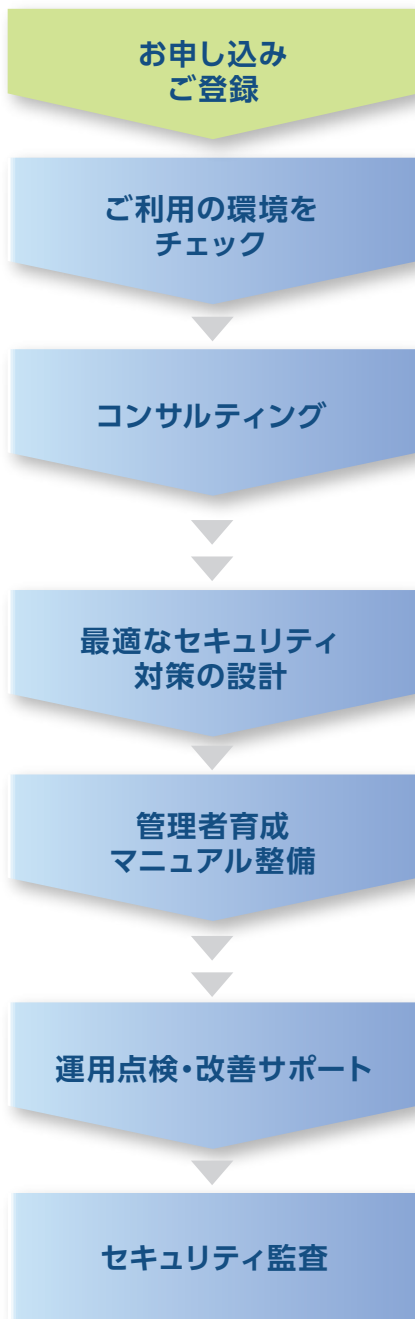 お申し込み
ご登録
ご利用の環境を
チェック
コンサルティング
最適なセキュリティ
対策の設計
管理者育成
マニュアル整備
運用点検・改善サポート
セキュリティ監査